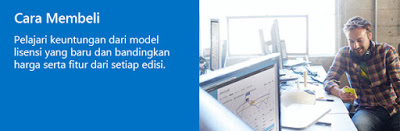 Cara Membeli
Pelajari keuntungan dari model
lisensi yang baru dan bandingkan
harga serta fitur dari setiap edisi.